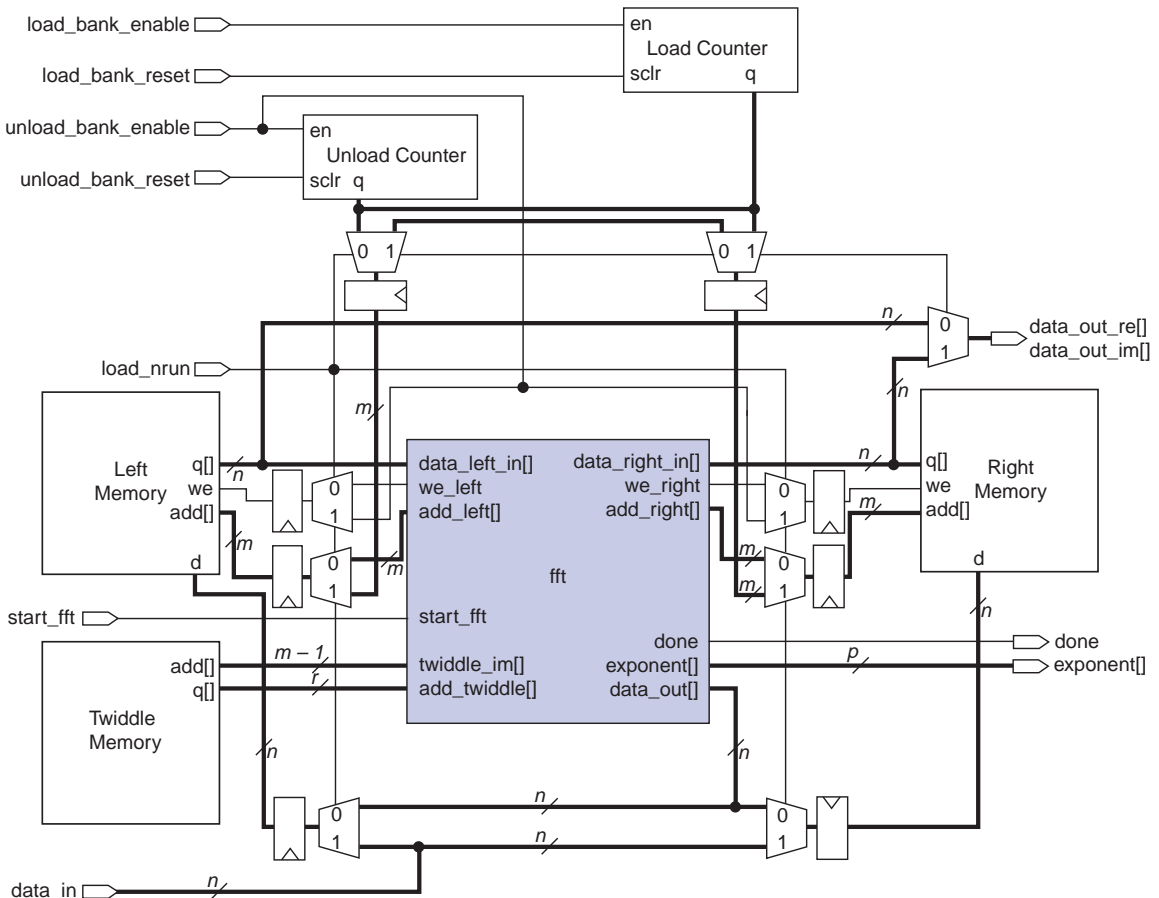 load_bank_enable
en
Load Counter
load_bank_reset
sclr q
unload_bank_enable
en
Unload Counter
unload_bank_reset
sclr q
0 1
0 1
n
0
data_out_re[]
1
data_out_im[]
n
load_nrun
m
Left
Memory
q[]
we
add[]
d
n
m
0
1
0
1
m
data_left_in[]
we_left
add_left[]
data_right_in[]
we_right
add_right[]
fft
start_fft
twiddle_im[]
add_twiddle[]
done
exponent[]
data_out[]
n
0
1
m
m
0
1
m
q[]
we
add[]
Right
Memory
d
n
start_fft
done
p
exponent[]
add[]
q[]
m – 1
r
Twiddle
Memory
n
n
0
1
n
n
0
1
data_in
n